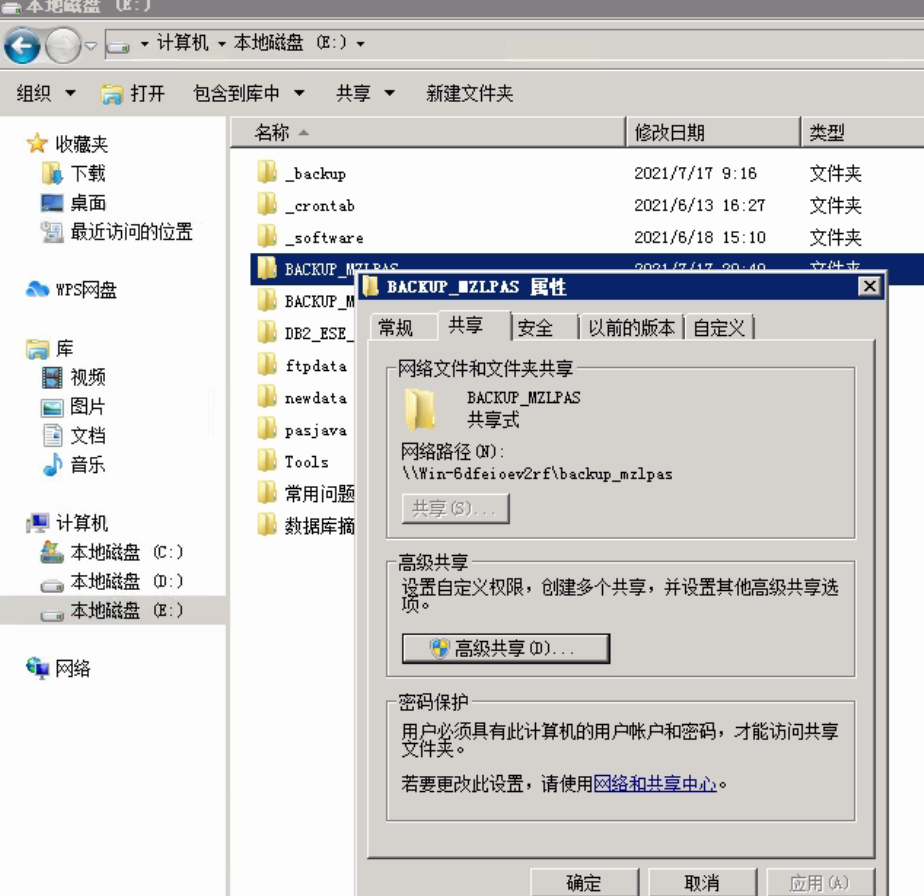 本地磁盘 (E:)
计算机 本地磁盘 (E:)
组织 打开 包含到库中 共享 新建文件夹
名称 修改日期 类型
收藏夹
下载
桌面
最近访问的位置
WPS网盘
库
视频
图片
文档
音乐
计算机
本地磁盘 (C:)
本地磁盘 (D:)
本地磁盘 (E:)
网络
_backup 2021/7/17 9:16 文件夹
_crontab 2021/6/13 16:27 文件夹
_software 2021/6/18 15:10 文件夹
BACKUP_MZLPAS 2021/7/17 20:40 文件夹
BACKUP_M
DB2_ESE_
ftpdata
newdata
pasjava
Tools
常用问题
数据库摘
BACKUP_MZLPAS 属性
常规 共享 安全 以前的版本 自定义
网络文件和文件夹共享
BACKUP_MZLPAS
共享式
网络路径(N):
\\Win-6dfeioev2rf\backup_mzlpas
共享(S)...
高级共享
设置自定义权限，创建多个共享，并设置其他高级共享选
项。
高级共享(D)...
密码保护
用户必须具有此计算机的用户帐户和密码，才能访问共享
文件夹。
若要更改此设置，请使用网络和共享中心。
确定 取消 应用(A)